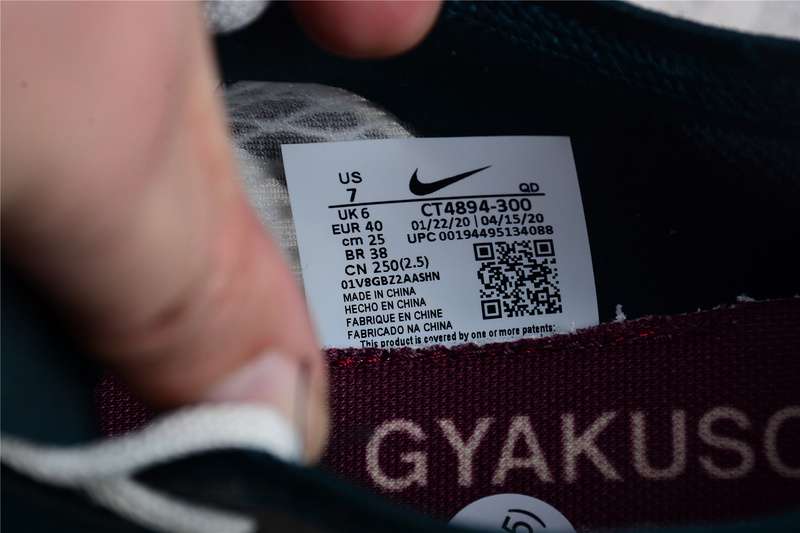 US
7
QD
UK 6
CT4894-300
EUR 40
01/22/20 | 04/15/20
cm 25
UPC 00194495134088
BR 38
CN 250(2.5)
01V8GBZ2AASHN
MADE IN CHINA
HECHO EN CHINA
FABRIQUE EN CHINE
FABRICADO NA CHINA
This product is covered by one or more patents:
GYAKUSO
5)